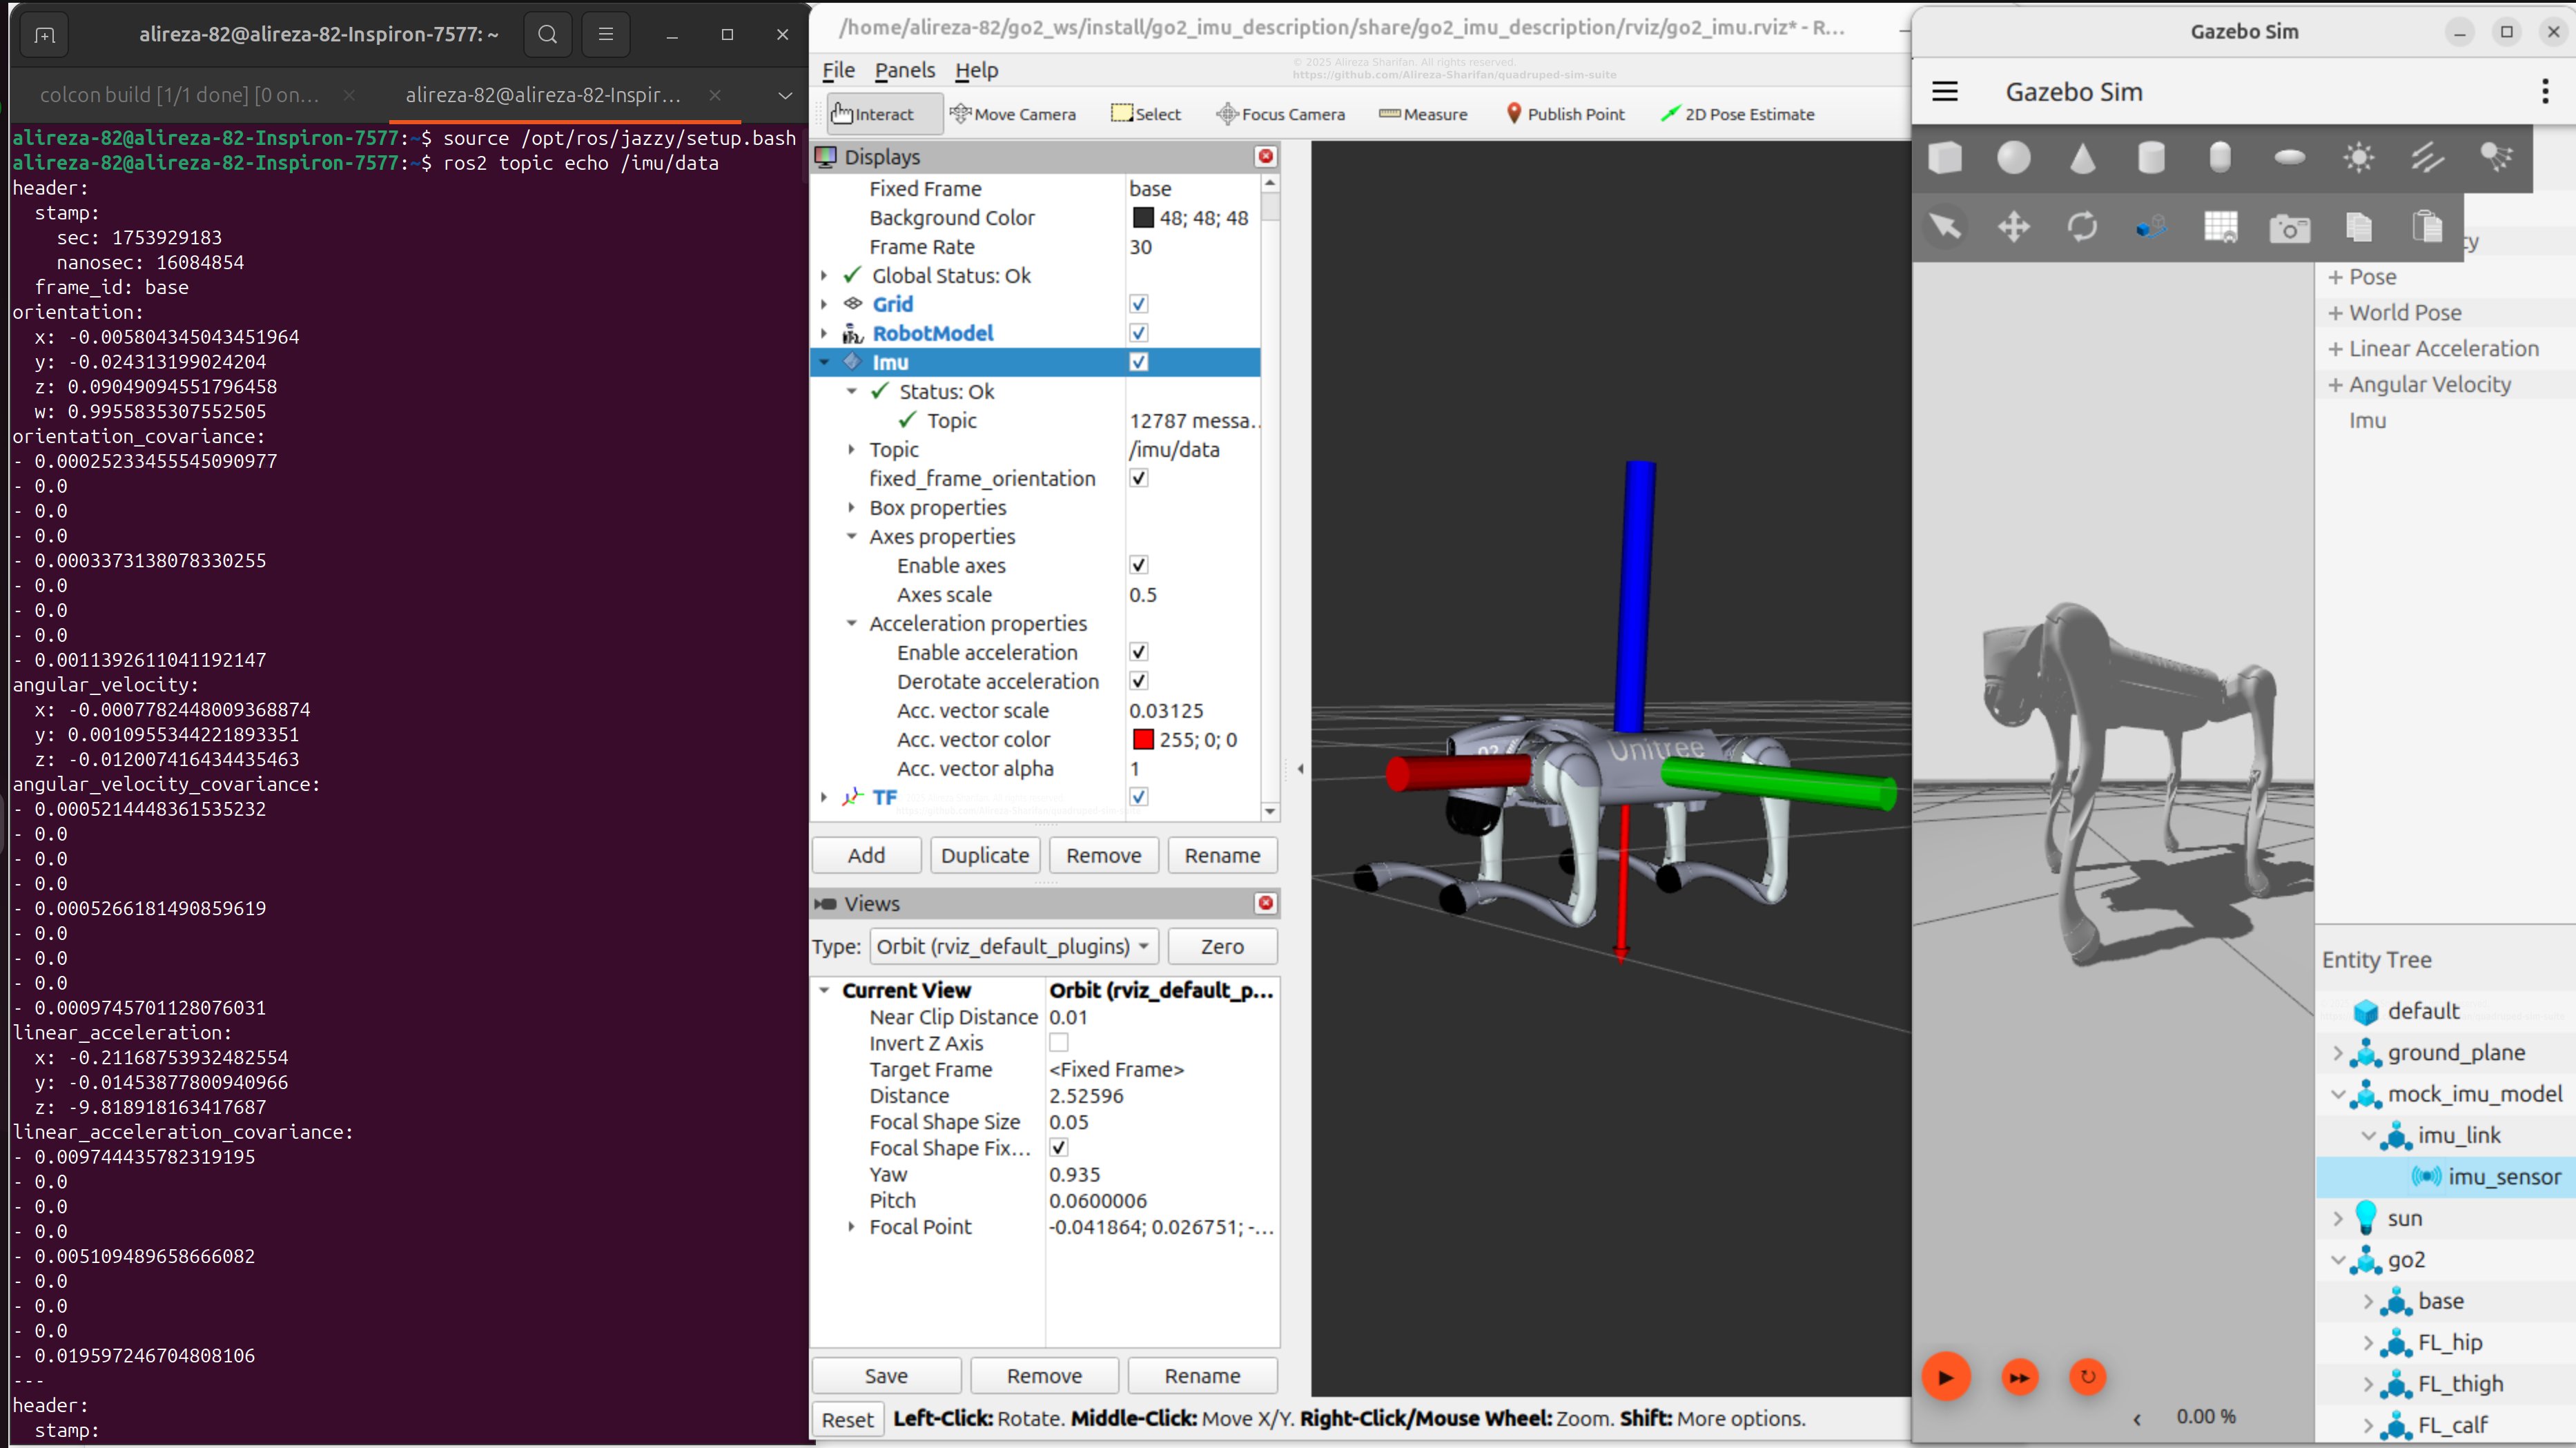 alireza-82@alireza-82-Inspiron-7577: ~
colcon build [1/1 done] [0 on...
alireza-82@alireza-82-Inspir...
alireza-82@alireza-82-Inspiron-7577:~$ source /opt/ros/jazzy/setup.bash
alireza-82@alireza-82-Inspiron-7577:~$ ros2 topic echo /imu/data
header:
stamp:
sec: 1753929183
nanosec: 16084854
frame_id: base
orientation:
x: -0.005804345043451964
y: -0.024313199024204
z: 0.09049094551796458
w: 0.9955835307552505
orientation_covariance:
- 0.00025233455545090977
- 0.0
- 0.0
- 0.0
- 0.0003373138078330255
- 0.0
- 0.0
- 0.0
- 0.0011392611041192147
angular_velocity:
x: -0.00077824480093 68874
y: 0.0010955344221893351
z: -0.012007416434435463
angular_velocity_covariance:
- 0.0005214448361535232
- 0.0
- 0.0
- 0.0
- 0.0005266181490859619
- 0.0
- 0.0
- 0.0
- 0.0009745701128076031
linear_acceleration:
x: -0.21168753932482554
y: -0.01453877800940966
z: -9.818918163417687
linear_acceleration_covariance:
- 0.009744435782319195
- 0.0
- 0.0
- 0.0
- 0.005109489658666082
- 0.0
- 0.0
- 0.0
- 0.019597246704808106
---
header:
stamp:
/home/alireza-82/go2_ws/install/go2_imu_description/share/go2_imu_description/rviz/go2_imu.rviz* - R...
File Panels Help
© 2025 Alireza Sharifan. All rights reserved.
https://github.com/Alireza-Sharifan/quadruped-sim-suite
Interact Move Camera Select Focus Camera Measure Publish Point 2D Pose Estimate
Displays
Fixed Frame base
Background Color 48; 48; 48
Frame Rate 30
Global Status: Ok
Grid
RobotModel
Imu
Status: Ok
Topic 12787 messa..
Topic /imu/data
fixed_frame_orientation
Box properties
Axes properties
Enable axes
Axes scale 0.5
Acceleration properties
Enable acceleration
Derotate acceleration
Acc. vector scale 0.03125
Acc. vector color 255; 0; 0
Acc. vector alpha 1
TF
Add Duplicate Remove Rename
Views
Type: Orbit (rviz_default_plugins) Zero
Current View Orbit (rviz_default_p...
Near Clip Distance 0.01
Invert Z Axis
Target Frame <Fixed Frame>
Distance 2.52596
Focal Shape Size 0.05
Focal Shape Fix...
Yaw 0.935
Pitch 0.0600006
Focal Point -0.041864; 0.026751; -...
Save Remove Rename
Reset Left-Click: Rotate. Middle-Click: Move X/Y. Right-Click/Mouse Wheel: Zoom. Shift: More options.
Unitree
Gazebo Sim
Gazebo Sim
Pose
World Pose
Linear Acceleration
Angular Velocity
Imu
Entity Tree
default
ground_plane
mock_imu_model
imu_link
imu_sensor
sun
go2
base
FL_hip
FL_thigh
FL_calf
0.00 %